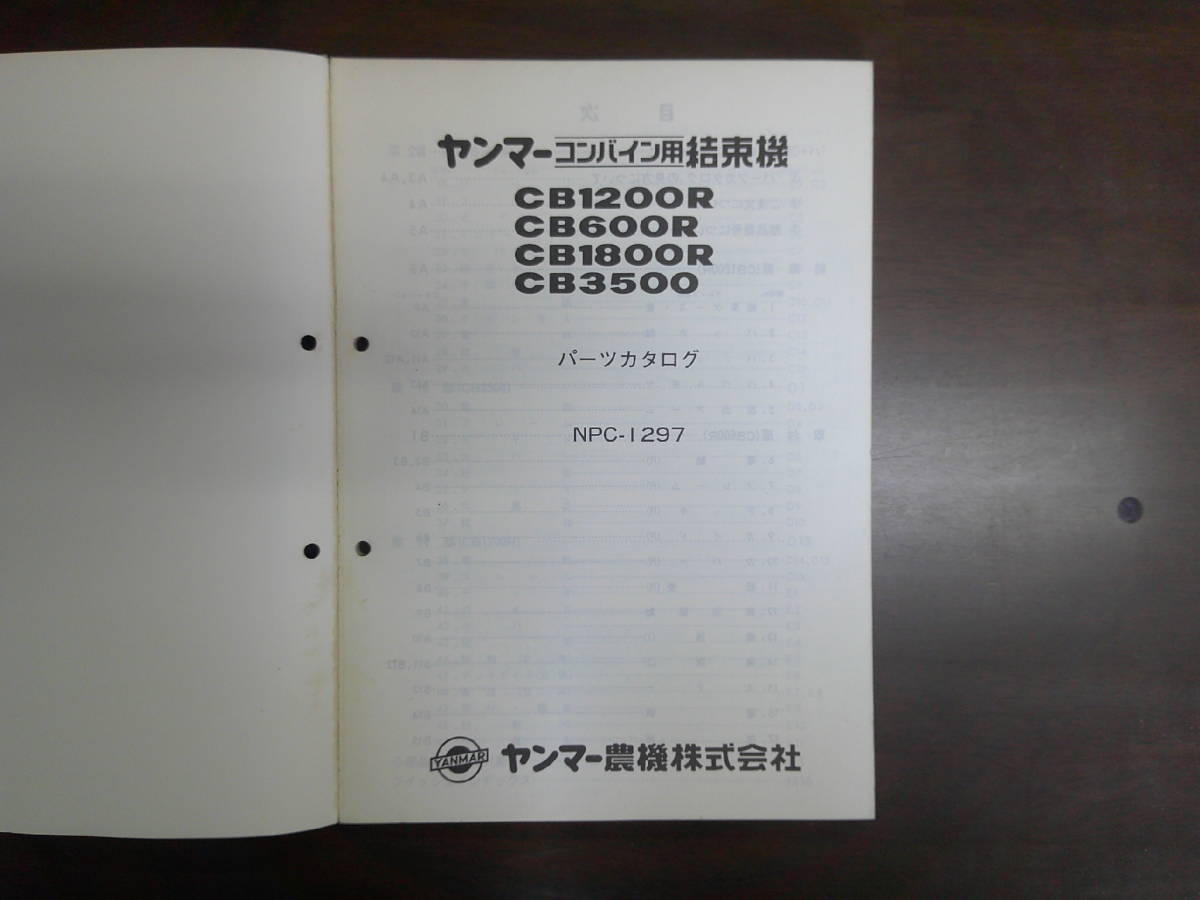 ヤンマーコンバイン用結束機
CB1200R
CB600R
CB1800R
CB3500
パーツカタログ
NPC-1297
YANMAR ヤンマー農機株式会社